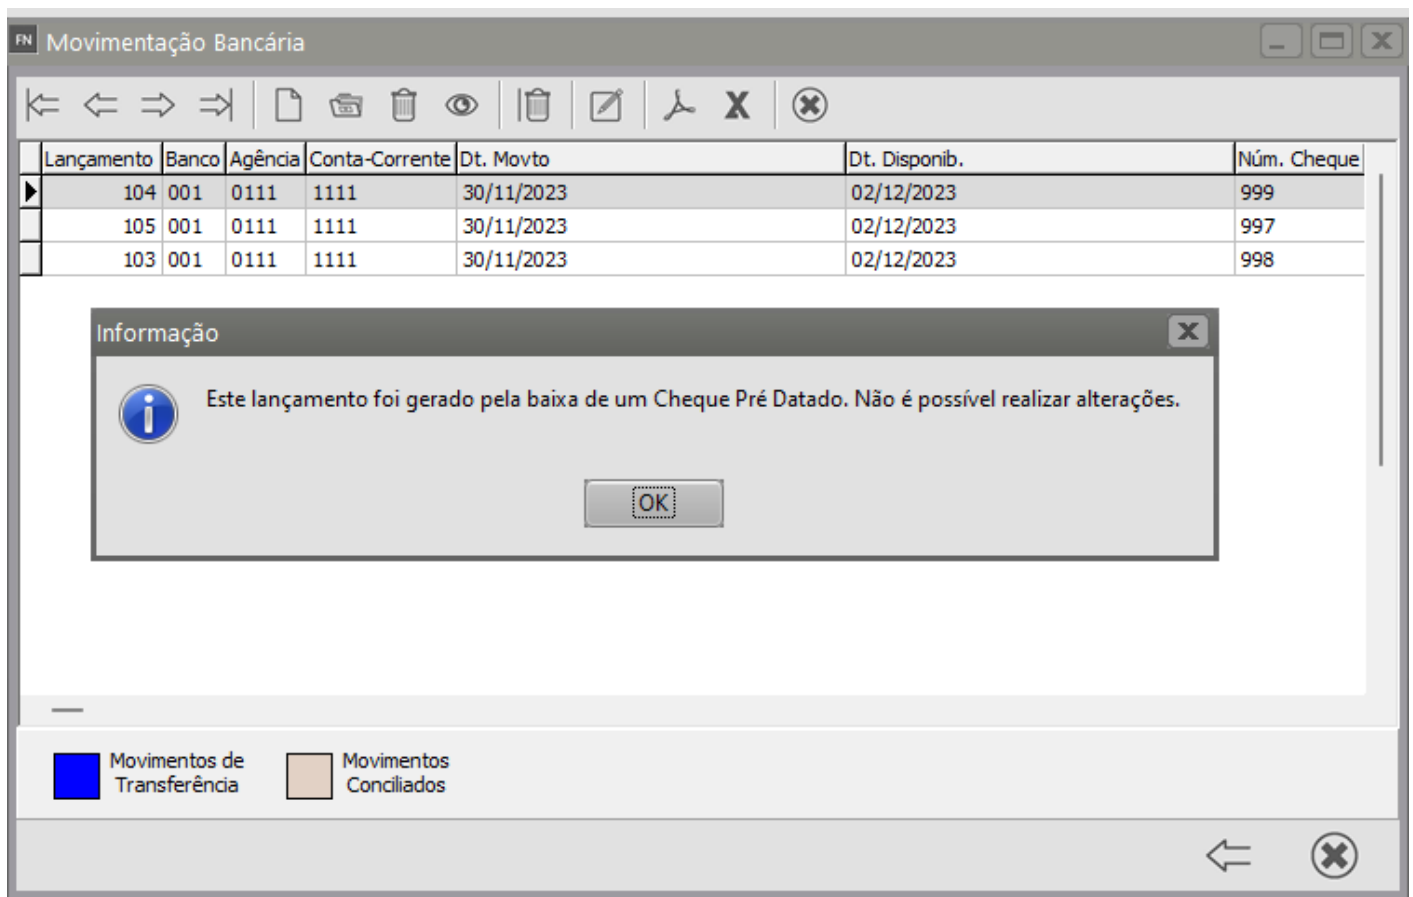 FN Movimentação Bancária
Lançamento Banco Agência Conta-Corrente Dt. Movto Dt. Disponib. Núm. Cheque
104 001 0111 1111 30/11/2023 02/12/2023 999
105 001 0111 1111 30/11/2023 02/12/2023 997
103 001 0111 1111 30/11/2023 02/12/2023 998
Informação
Este lançamento foi gerado pela baixa de um Cheque Pré Datado. Não é possível realizar alterações.
OK
Movimentos de
Transferência
Movimentos
Conciliados